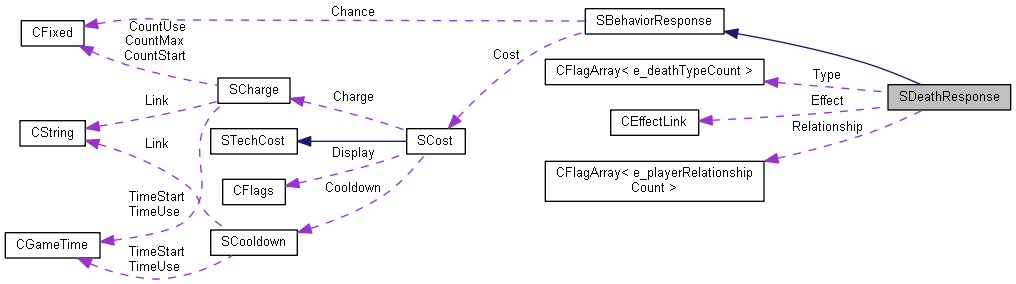 Chance
SBehaviorResponse
CFixed
CountUse
CountMax
CountStart
Cost
CFlagArray< e_deathTypeCount >
Type
SCharge
Link
Charge
Effect
SDeathResponse
CEffectLink
Relationship
CString
Link
STechCost
SCost
Display
CFlagArray< e_playerRelationship
Count >
CFlags
Cooldown
TimeStart
TimeUse
CGameTime
SCooldown
TimeStart
TimeUse